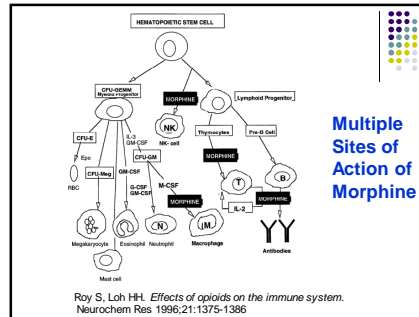 HEMATOPOIETIC STEM CELL
CFU-GEMM
Myeloid Progenitor
MORPHINE
Lymphoid Progenitor
NK
NK- cell
CFU-E
IL-3
GM-CSF
Thymocytes
Pre-B Cell
Epo
CFU-Meg
GM-CSF
CFU-GM
MORPHINE
RBC
G-CSF
GM-CSF
M-CSF
T
B
MORPHINE
IL-2
MORPHINE
N
M
Megakaryocyte
Eosinophil
Neutrophil
Macrophage
Antibodies
Mast cell
Multiple
Sites of
Action of
Morphine
Roy S, Loh HH. Effects of opioids on the immune system.
Neurochem Res 1996;21:1375-1386